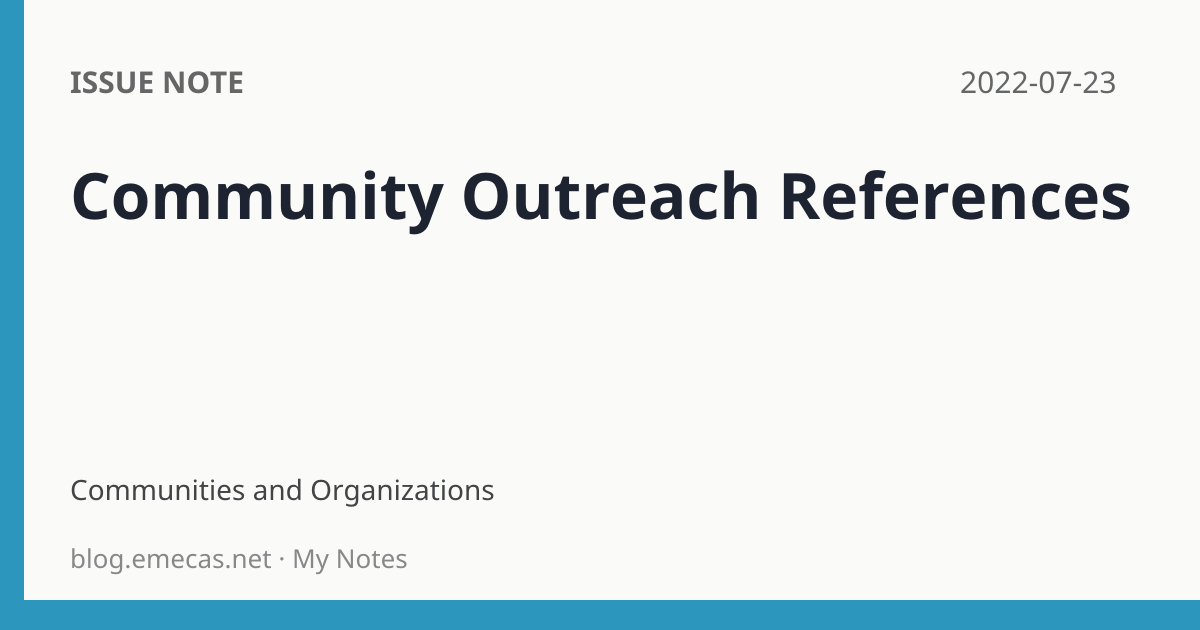 ISSUE NOTE 2022-07-23
Community Outreach References
Communities and Organizations
blog.emecas.net · My Notes